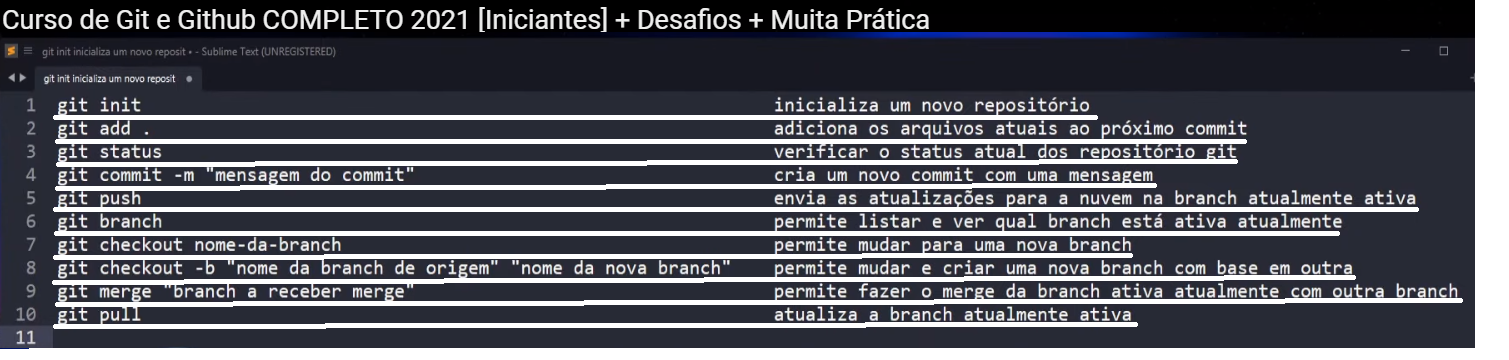 Curso de Git e Github COMPLETO 2021 [Iniciantes] + Desafios + Muita Prática
git init inicializa um novo reposit • - Sublime Text (UNREGISTERED)
git init inicializa um novo reposit
1 git init inicializa um novo repositório
2 git add . adiciona os arquivos atuais ao próximo commit
3 git status verificar o status atual dos repositório git
4 git commit -m "mensagem do commit" cria um novo commit com uma mensagem
5 git push envia as atualizações para a nuvem na branch atualmente ativa
6 git branch permite listar e ver qual branch está ativa atualmente
7 git checkout nome-da-branch permite mudar para uma nova branch
8 git checkout -b "nome da branch de origem" "nome da nova branch" permite mudar e criar uma nova branch com base em outra
9 git merge "branch a receber merge" permite fazer o merge da branch ativa atualmente com outra branch
10 git pull atualiza a branch atualmente ativa
11